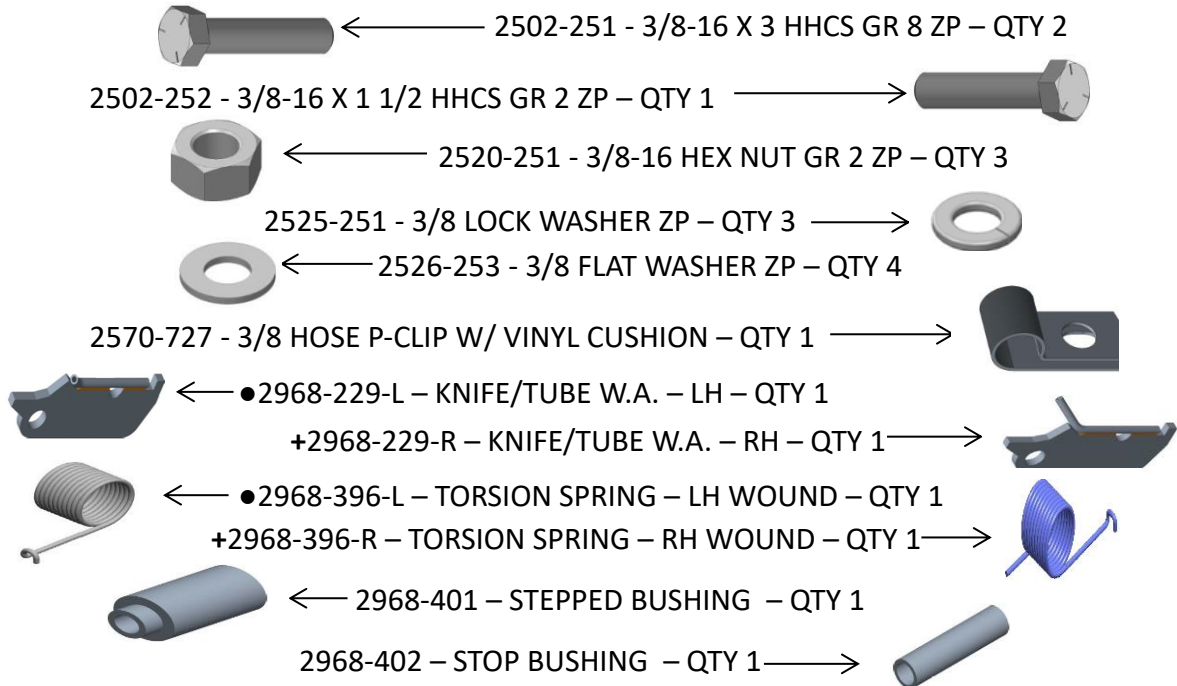 2502-251 - 3/8-16 X 3 HHCS GR 8 ZP – QTY 2
2502-252 - 3/8-16 X 1 1/2 HHCS GR 2 ZP – QTY 1
2520-251 - 3/8-16 HEX NUT GR 2 ZP – QTY 3
2525-251 - 3/8 LOCK WASHER ZP – QTY 3
2526-253 - 3/8 FLAT WASHER ZP – QTY 4
2570-727 - 3/8 HOSE P-CLIP W/ VINYL CUSHION – QTY 1
●2968-229-L – KNIFE/TUBE W.A. – LH – QTY 1
+2968-229-R – KNIFE/TUBE W.A. – RH – QTY 1
●2968-396-L – TORSION SPRING – LH WOUND – QTY 1
+2968-396-R – TORSION SPRING – RH WOUND – QTY 1
2968-401 – STEPPED BUSHING – QTY 1
2968-402 – STOP BUSHING – QTY 1